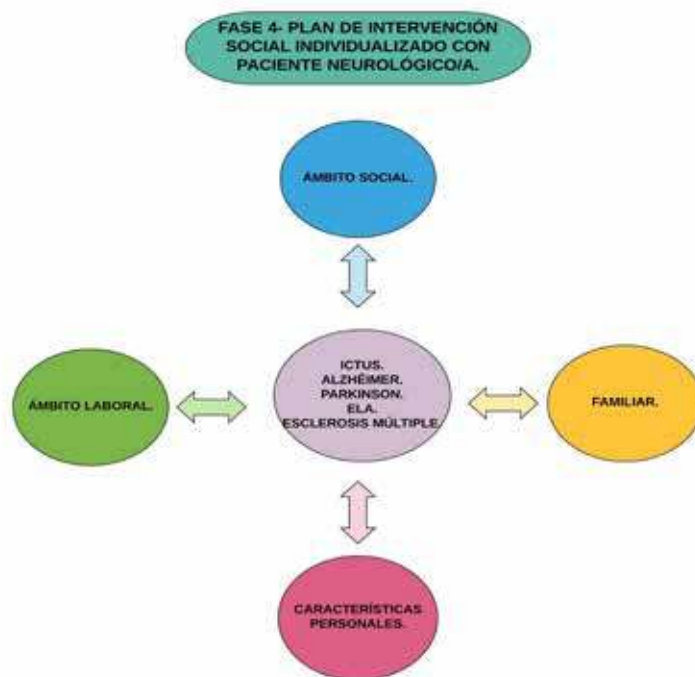 FASE 4- PLAN DE INTERVENCIÓN
SOCIAL INDIVIDUALIZADO CON
PACIENTE NEUROLÓGICO/A.
ÁMBITO SOCIAL.
ÁMBITO LABORAL.
ICTUS.
ALZHÉIMER.
PARKINSON.
ELA.
ESCLEROSIS MÚLTIPLE.
FAMILIAR.
CARACTERÍSTICAS
PERSONALES.